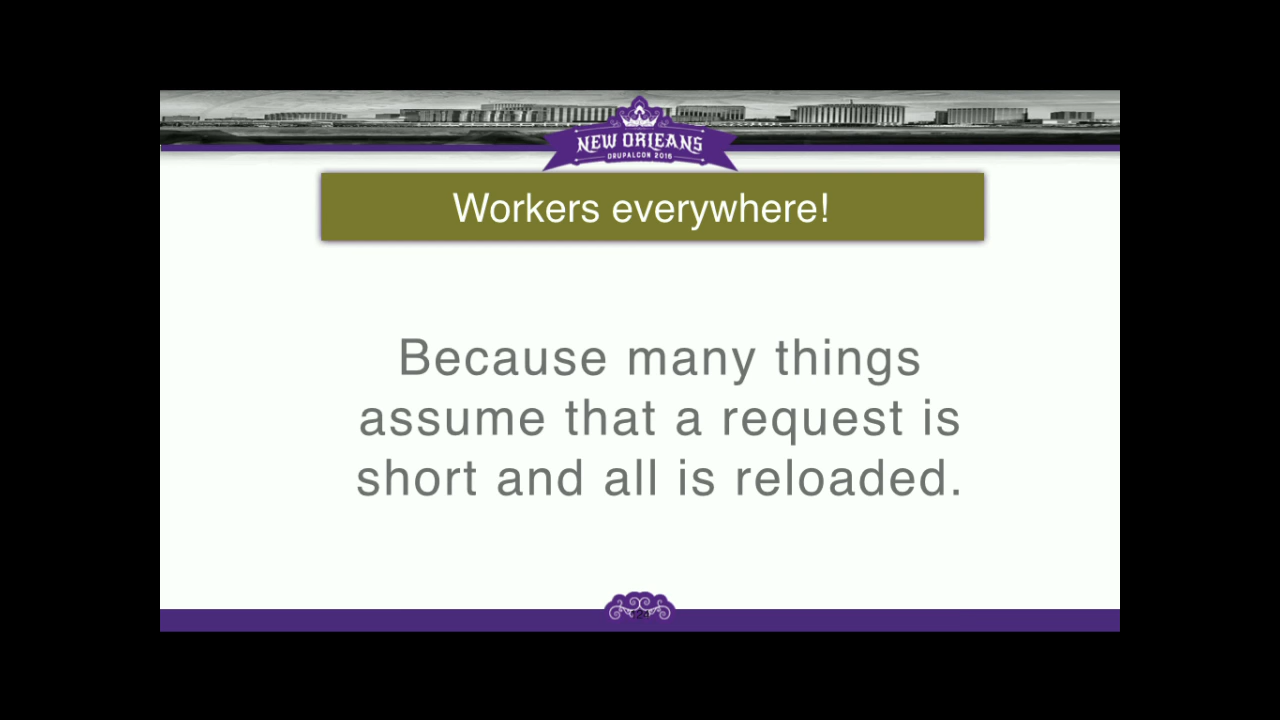 NEW ORLEANS
DRUPALCON 2016
Workers everywhere!
Because many things
assume that a request is
short and all is reloaded.